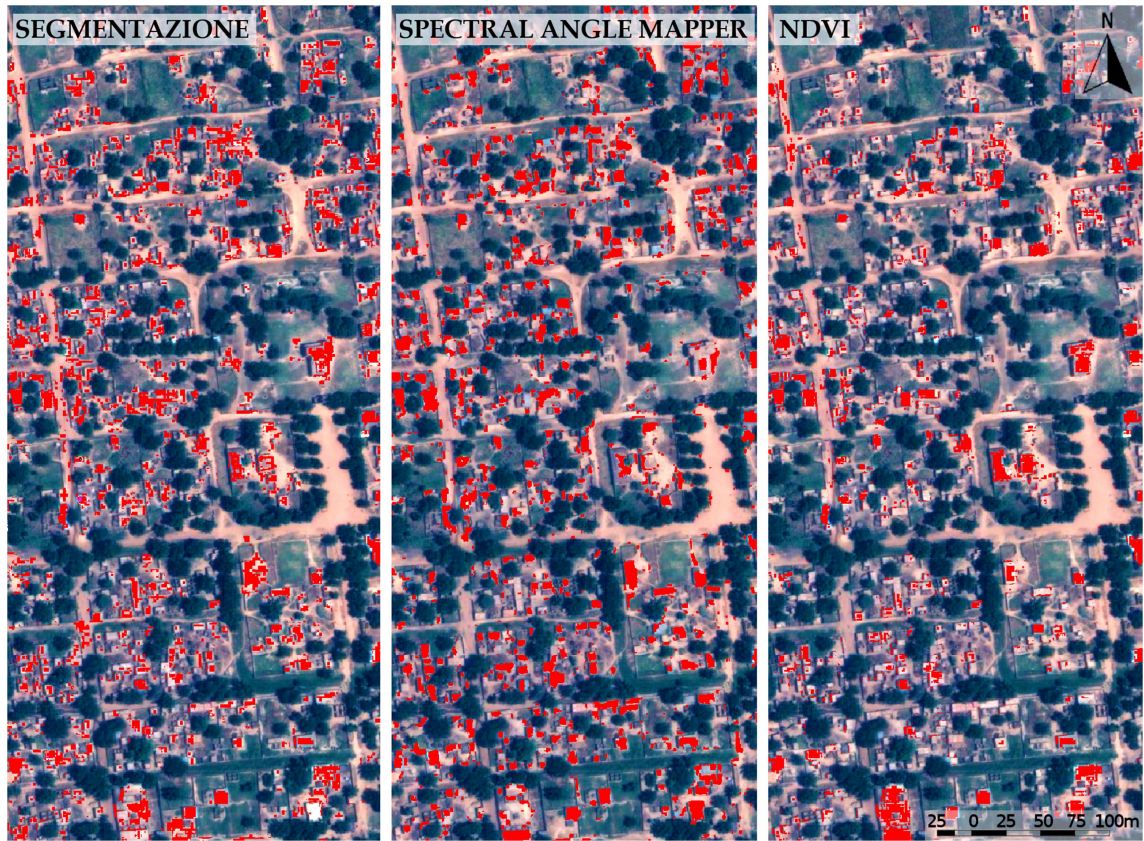 SEGMENTAZIONE
SPECTRAL ANGLE MAPPER
NDVI
N
25 0 25 50 75 100m